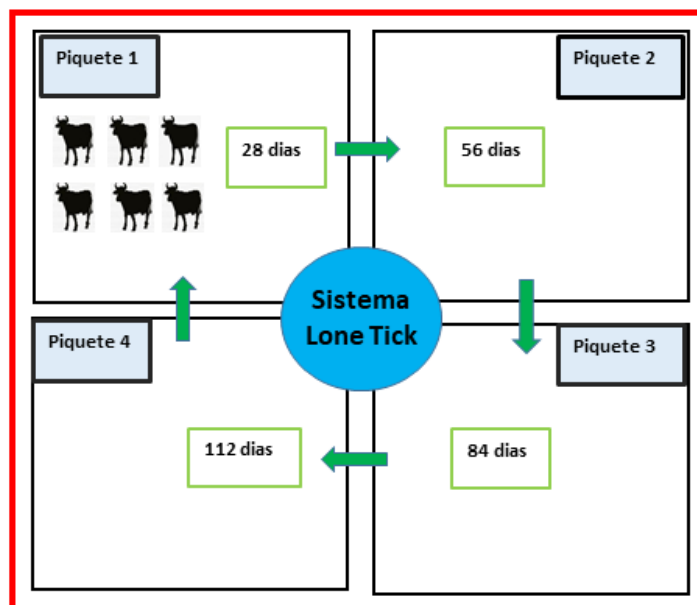 Piquete 1
28 dias
Piquete 2
56 dias
Sistema
Lone Tick
Piquete 4
112 dias
Piquete 3
84 dias